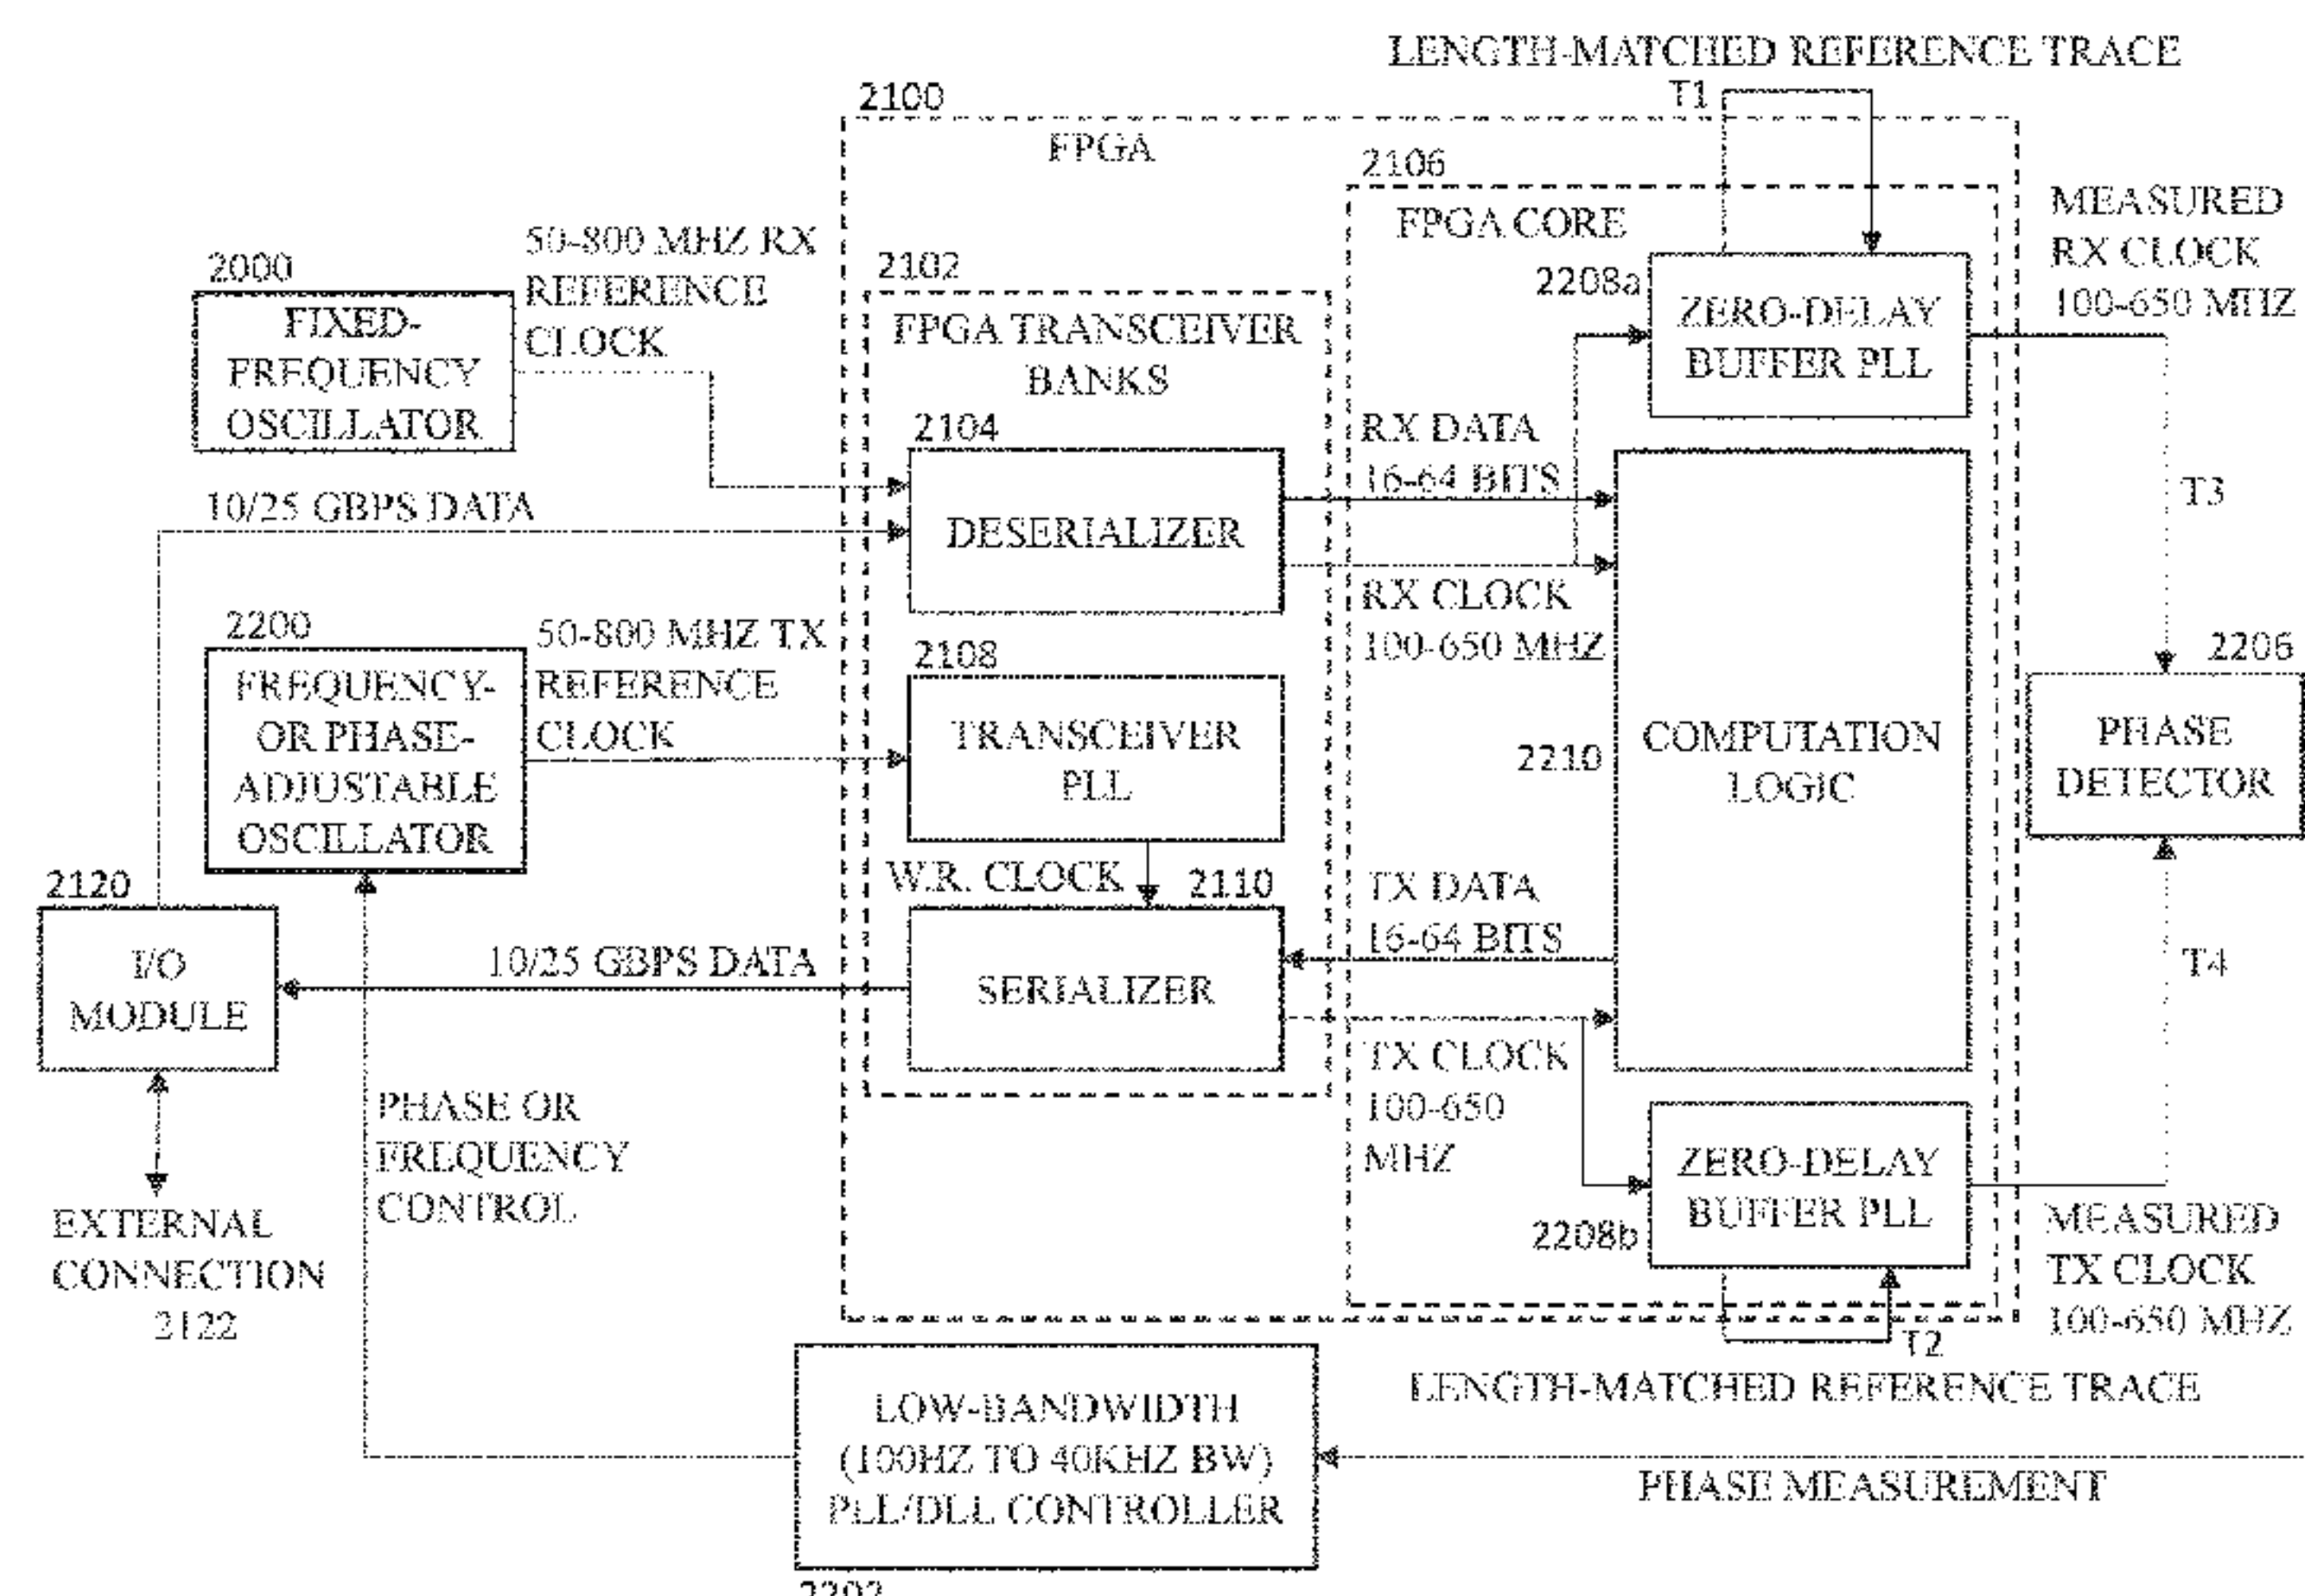 LENGTH-MATCHED REFERENCE TRACE
T1
2100
FPGA
2106
FPGA CORE
MEASURED
RX CLOCK
100-650 MHZ
2000
FIXED-
FREQUENCY
OSCILLATOR
50-800 MHZ RX
REFERENCE
CLOCK
2102
FPGA TRANSCEIVER
BANKS
2208a
ZERO-DELAY
BUFFER PLL
2104
DESERIALIZER
RX DATA
16-64 BITS
10/25 GBPS DATA
T3
RX CLOCK
100-650 MHZ
2200
FREQUENCY-
OR PHASE-
ADJUSTABLE
OSCILLATOR
50-800 MHZ TX
REFERENCE
CLOCK
2108
TRANSCEIVER
PLL
2210
COMPUTATION
LOGIC
2206
PHASE
DETECTOR
W.R. CLOCK
2110
SERIALIZER
TX DATA
16-64 BITS
2120
I/O
MODULE
10/25 GBPS DATA
T4
TX CLOCK
100-650
MHZ
PHASE OR
FREQUENCY
CONTROL
ZERO-DELAY
BUFFER PLL
2208b
EXTERNAL
CONNECTION
2122
MEASURED
TX CLOCK
100-650 MHZ
T2
LENGTH-MATCHED REFERENCE TRACE
LOW-BANDWIDTH
(100HZ TO 40KHZ BW)
PLL/DLL CONTROLLER
PHASE MEASUREMENT